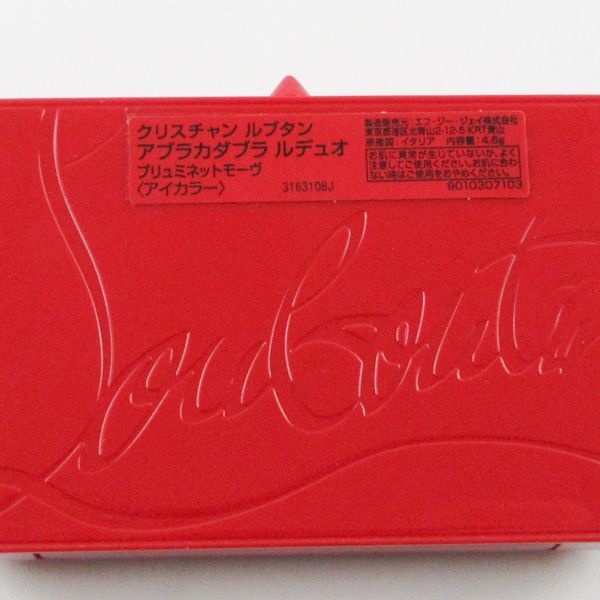 クリスチャン ルブタン
アブラカダブラ ルデュオ
プリュミネットモーヴ
〈アイカラー〉 3163108J
製造販売元：エフ・ジー・ジェイ株式会社
東京都港区北青山2-12-5 KRT青山
原産国：イタリア 内容量：4.6g
お肌に異常が生じていないか、よく
注意してご使用ください。お肌に合わ
ない時はご使用をおやめください。
9010307103
Loubouti